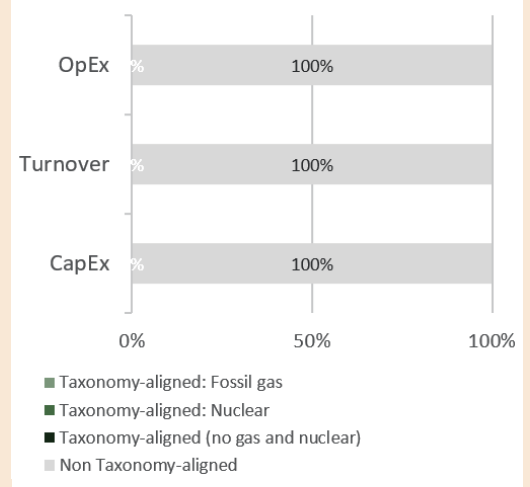 OpEx
% 100%
Turnover
% 100%
CapEx
% 100%
0% 50% 100%
Taxonomy-aligned: Fossil gas
Taxonomy-aligned: Nuclear
Taxonomy-aligned (no gas and nuclear)
Non Taxonomy-aligned